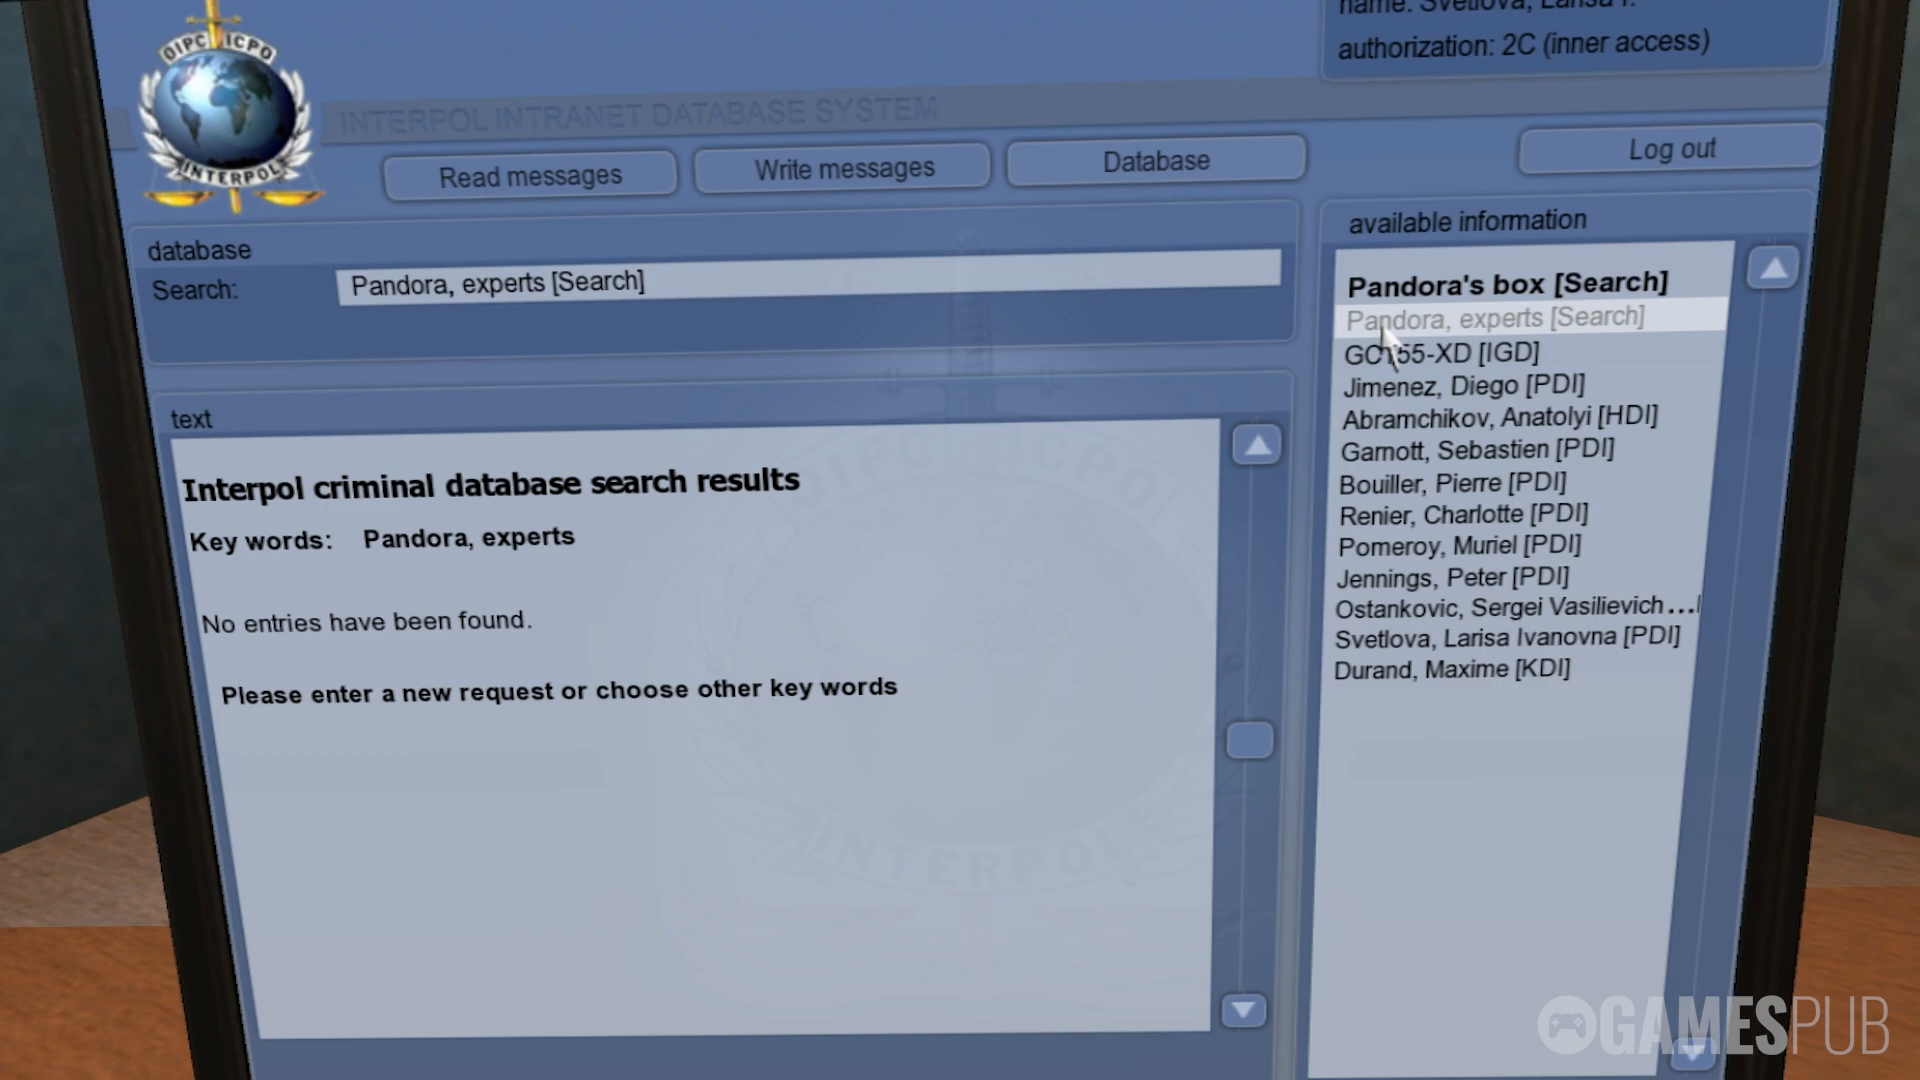 name: Svetlova, Larisa I.
authorization: 2C (inner access)
OIPC ICPO
INTERPOL
INTERPOL INTRANET DATABASE SYSTEM
Read messages
Write messages
Database
Log out
database
Search:
Pandora, experts [Search]
available information
Pandora's box [Search]
Pandora, experts [Search]
GCT55-XD [IGD]
Jimenez, Diego [PDI]
Abramchikov, Anatolyi [HDI]
Garnott, Sebastien [PDI]
Bouiller, Pierre [PDI]
Renier, Charlotte [PDI]
Pomeroy, Muriel [PDI]
Jennings, Peter [PDI]
Ostankovic, Sergei Vasilievich ...
Svetlova, Larisa Ivanovna [PDI]
Durand, Maxime [KDI]
text
Interpol criminal database search results
Key words: Pandora, experts
No entries have been found.
Please enter a new request or choose other key words
OIPC ICPO
INTERPOL
GAMESPUB